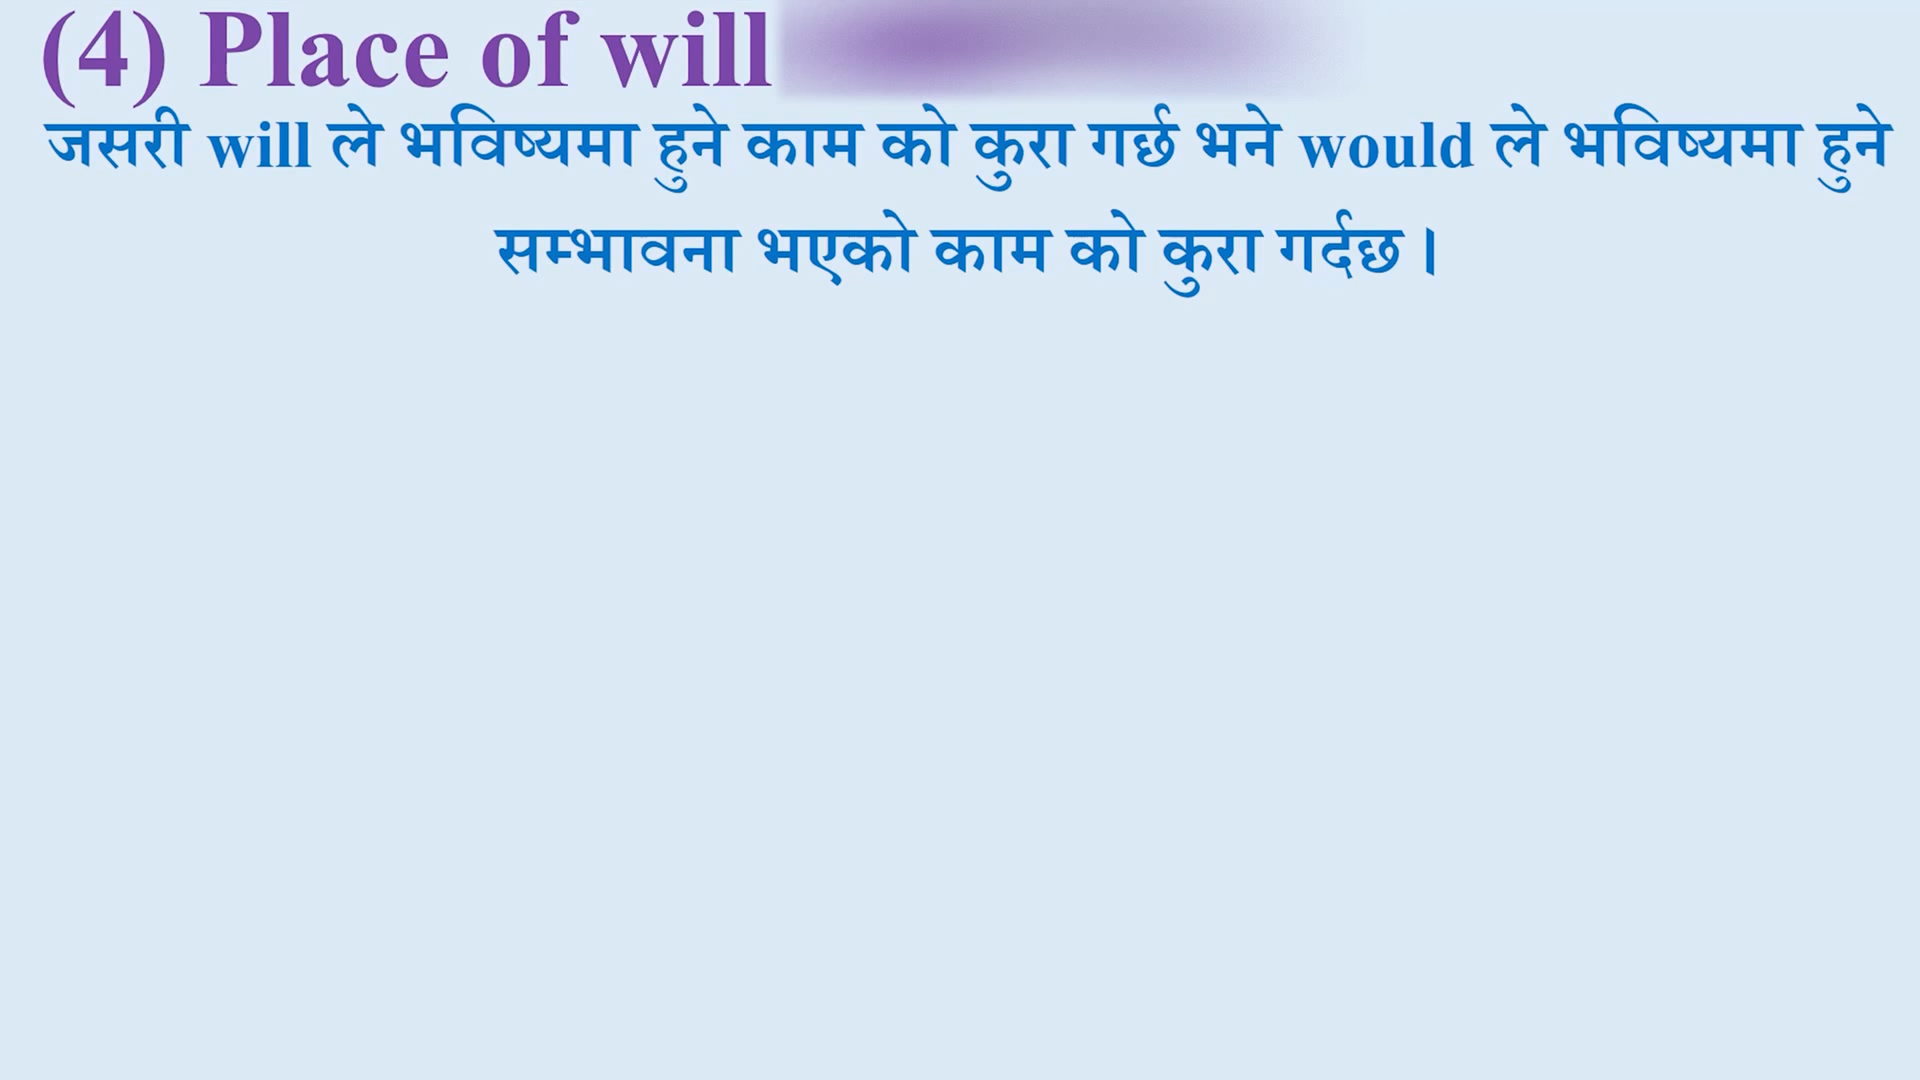 (4) Place of will
जसरी will ले भविष्यमा हुने काम को कुरा गर्छ भने would ले भविष्यमा हुने
सम्भावना भएको काम को कुरा गर्दछ ।